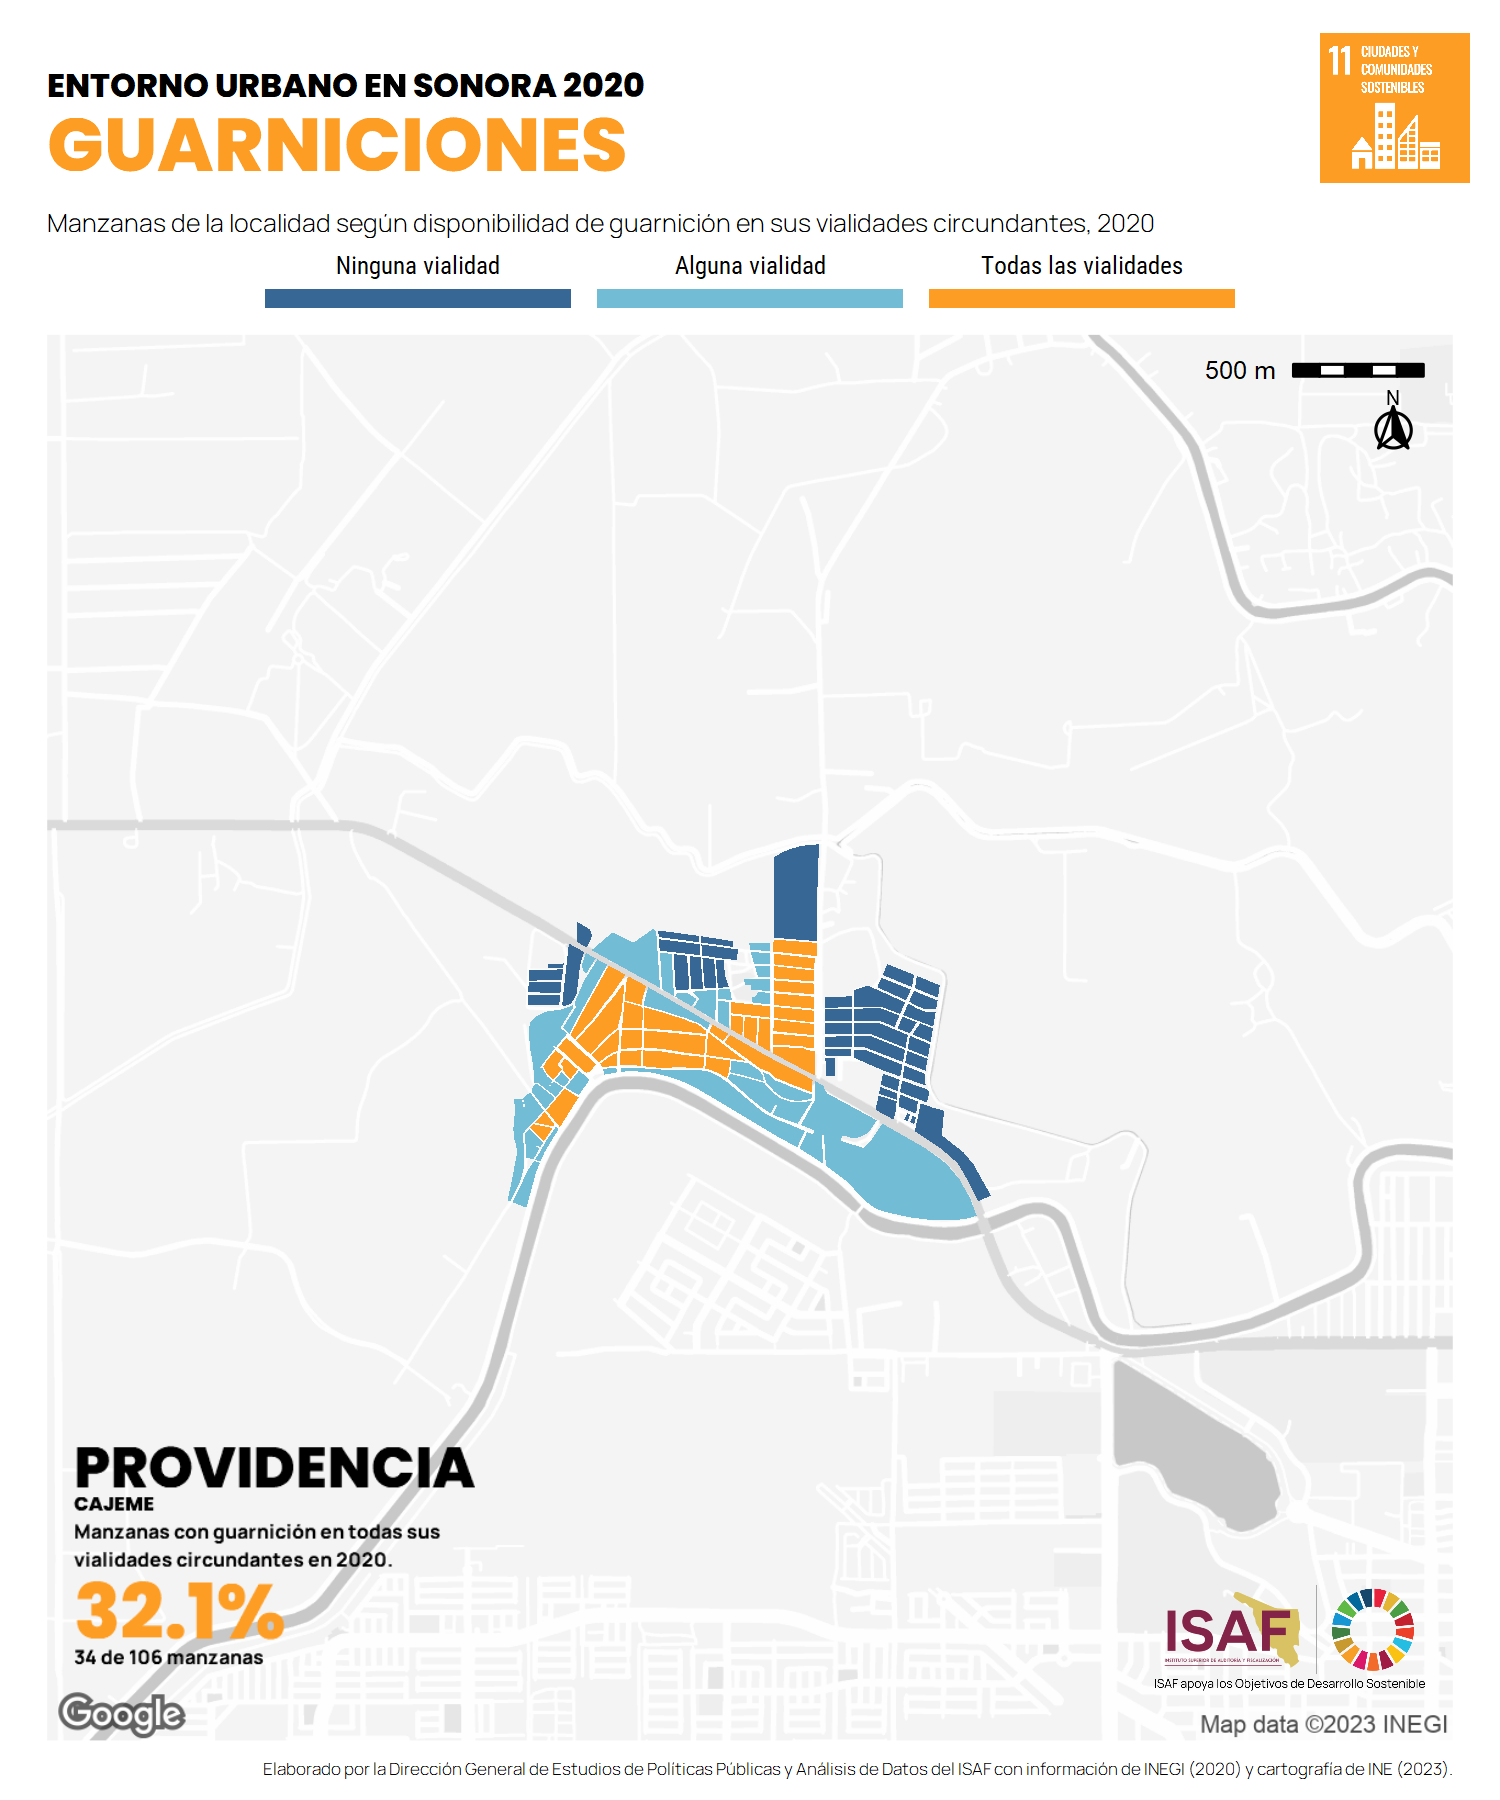 ENTORNO URBANO EN SONORA 2020
GUARNICIONES
11 CIUDADES Y
COMUNIDADES
SOSTENIBLES
Manzanas de la localidad según disponibilidad de guarnición en sus vialidades circundantes, 2020
Ninguna vialidad
Alguna vialidad
Todas las vialidades
500 m
N
PROVIDENCIA
CAJEME
Manzanas con guarnición en todas sus
vialidades circundantes en 2020.
32.1%
34 de 106 manzanas
Google
ISAF
INSTITUTO SUPERIOR DE AUDITORÍA Y FISCALIZACIÓN
ISAF apoya los Objetivos de Desarrollo Sostenible
Map data ©2023 INEGI
Elaborado por la Dirección General de Estudios de Políticas Públicas y Análisis de Datos del ISAF con información de INEGI (2020) y cartografía de INE (2023).